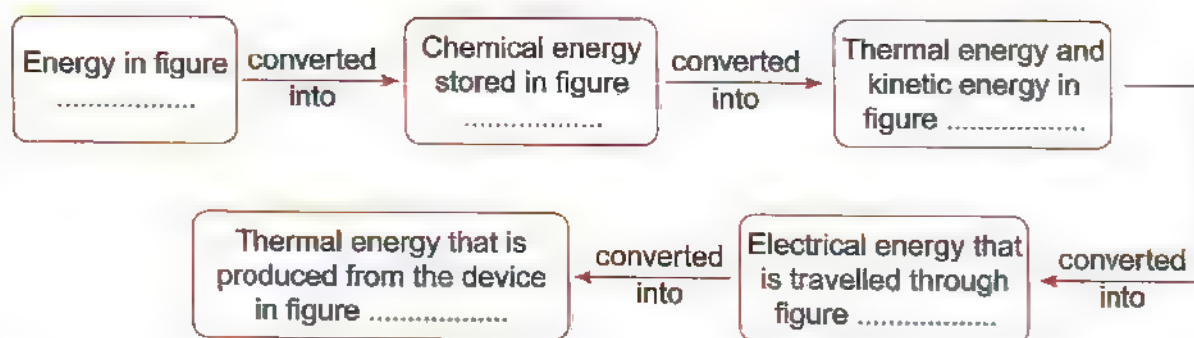 Energy in figure
..................
converted
into
Chemical energy
stored in figure
..................
converted
into
Thermal energy and
kinetic energy in
figure ..................
converted
into
Electrical energy that
is travelled through
figure ..................
converted
into
Thermal energy that is
produced from the device
in figure ..................